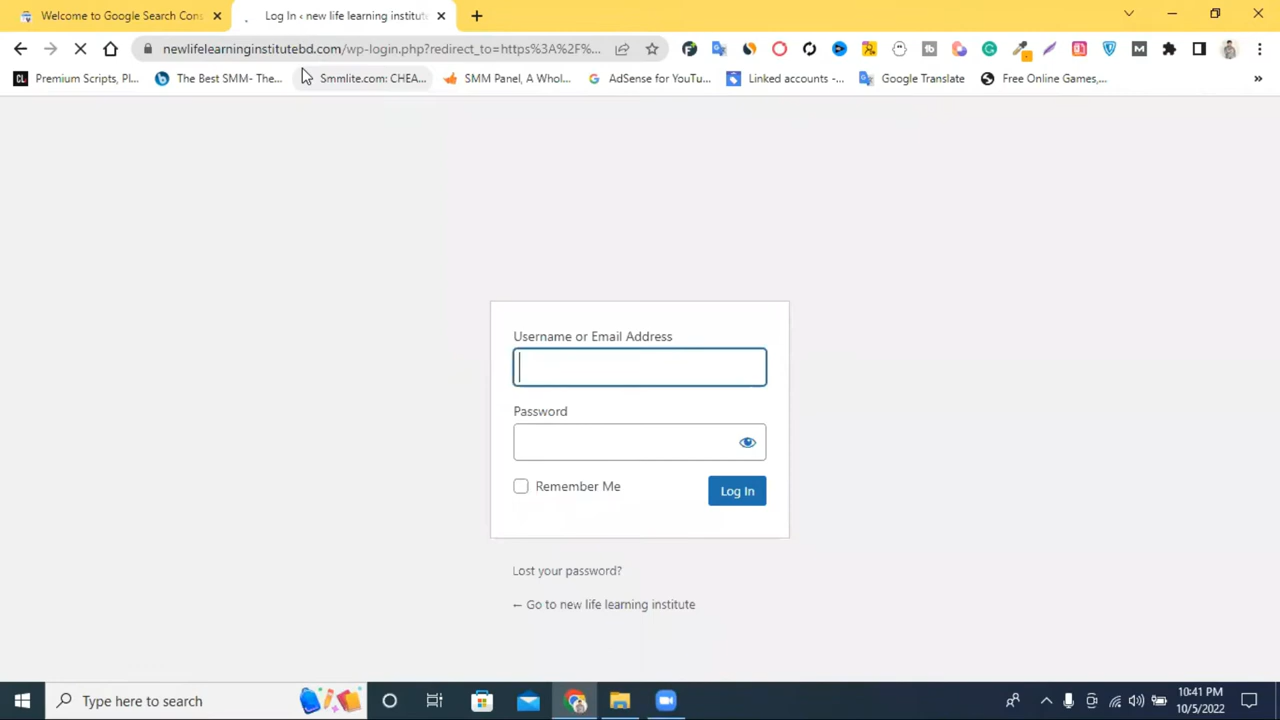 Welcome to Google Search Cons
Log In ‹ new life learning institute
newlifelearninginstitutebd.com/wp-login.php?redirect_to=https%3A%2F%...
Premium Scripts, Pl...
The Best SMM- The...
Smmlite.com: CHEA...
SMM Panel, A Whol...
AdSense for YouTu...
Linked accounts -...
Google Translate
Free Online Games,...
»
Username or Email Address
Password
Remember Me
Log In
Lost your password?
← Go to new life learning institute
Type here to search
10:41 PM
10/5/2022